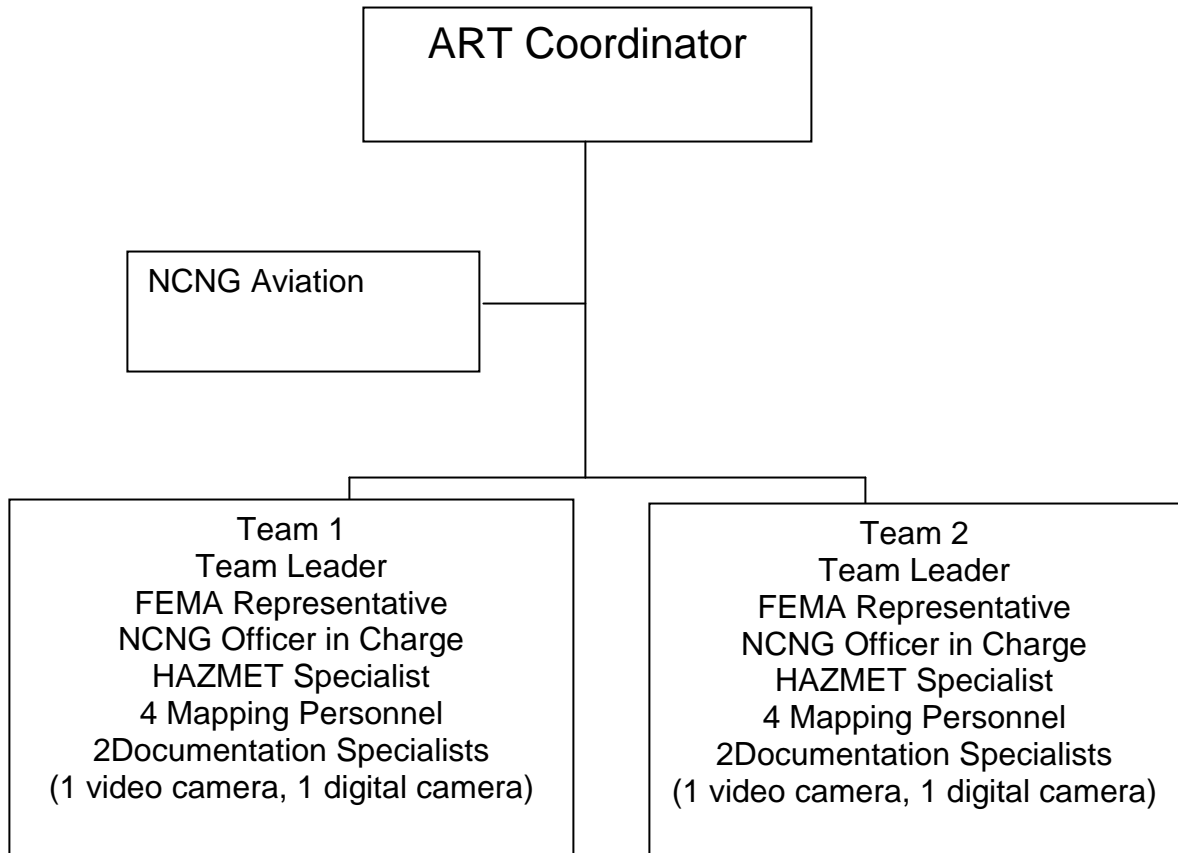 ART Coordinator
NCNG Aviation
Team 1
Team Leader
FEMA Representative
NCNG Officer in Charge
HAZMET Specialist
4 Mapping Personnel
2Documentation Specialists
(1 video camera, 1 digital camera)
Team 2
Team Leader
FEMA Representative
NCNG Officer in Charge
HAZMET Specialist
4 Mapping Personnel
2Documentation Specialists
(1 video camera, 1 digital camera)